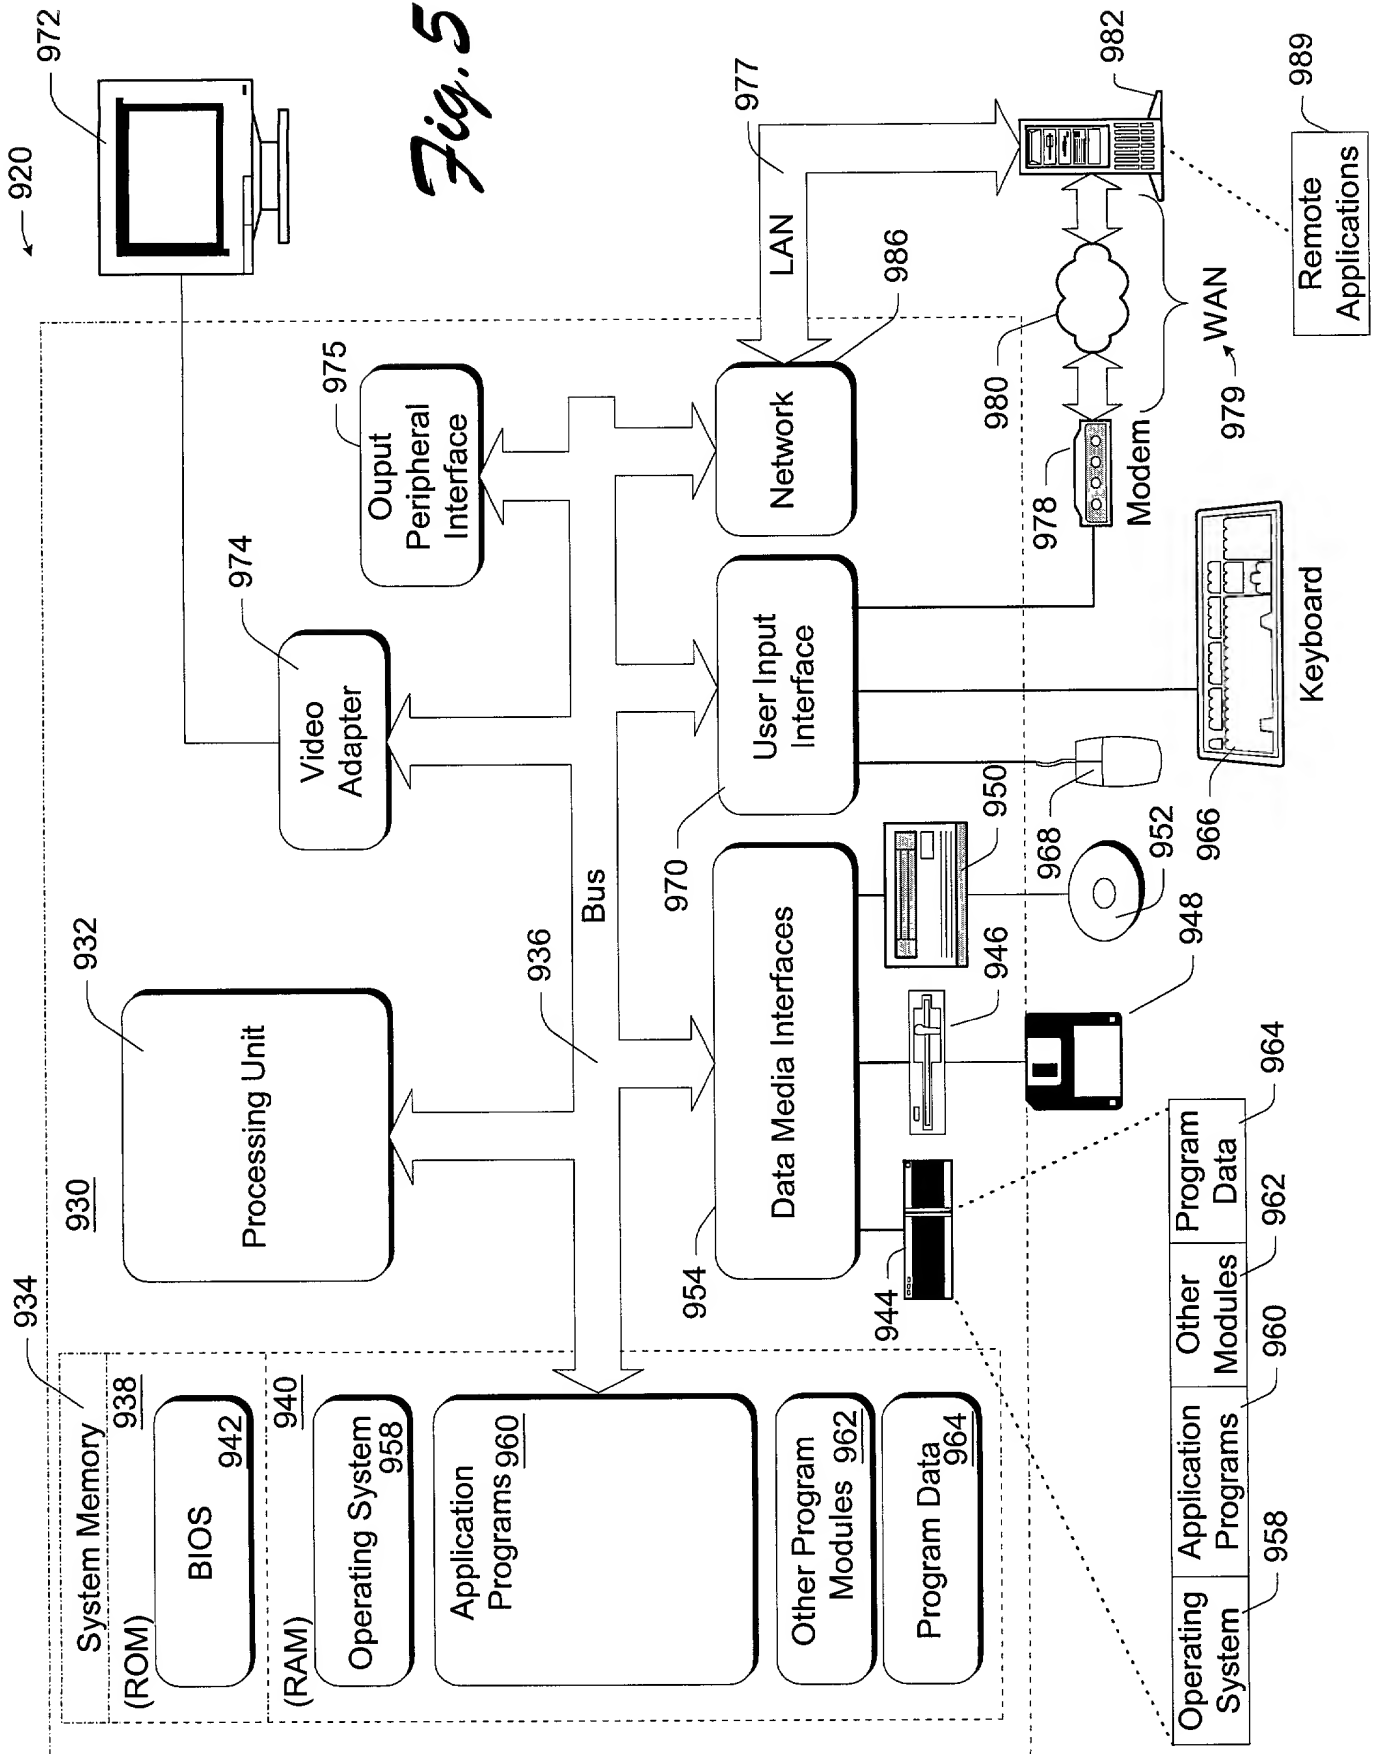 920
972
Fig. 5
934
System Memory
(ROM) 938
BIOS
942
(RAM) 940
Operating System
958
Application
Programs 960
Other Program
Modules 962
Program Data
964
930
932
Processing Unit
974
Video
Adapter
975
Ouput
Peripheral
Interface
936
Bus
954
Data Media Interfaces
970
User Input
Interface
Network
986
LAN
977
944
946
950
948
952
968
966
Keyboard
978
Modem
980
979
WAN
982
989
Remote
Applications
Operating
System
Application
Programs
Other
Modules
Program
Data
958
960
962
964